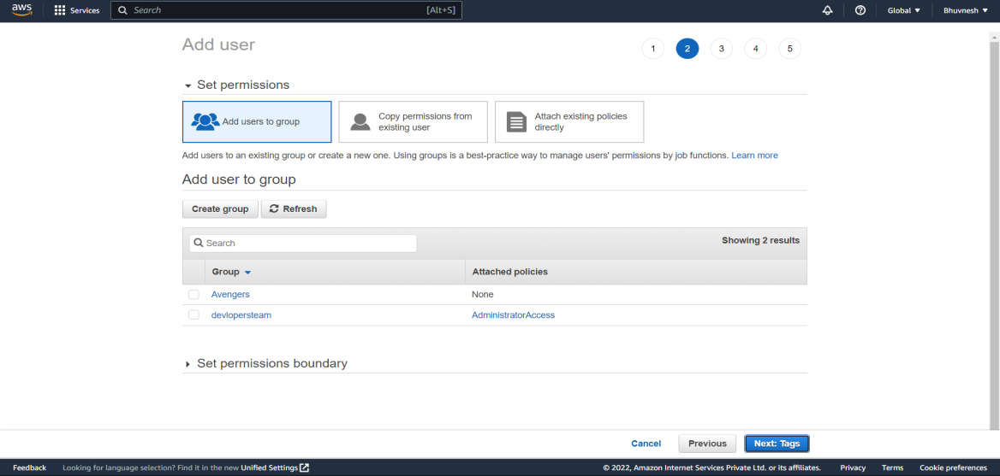 aws Services Search [Alt+S] Global Bhuvnesh
Add user 1 2 3 4 5
Set permissions
Add users to group
Copy permissions from
existing user
Attach existing policies
directly
Add users to an existing group or create a new one. Using groups is a best-practice way to manage users' permissions by job functions. Learn more
Add user to group
Create group Refresh
Search Showing 2 results
Group Attached policies
Avengers None
devlopersteam AdministratorAccess
Set permissions boundary
Cancel Previous Next: Tags
Feedback Looking for language selection? Find it in the new Unified Settings © 2022, Amazon Internet Services Private Ltd. or its affiliates. Privacy Terms Cookie preferences